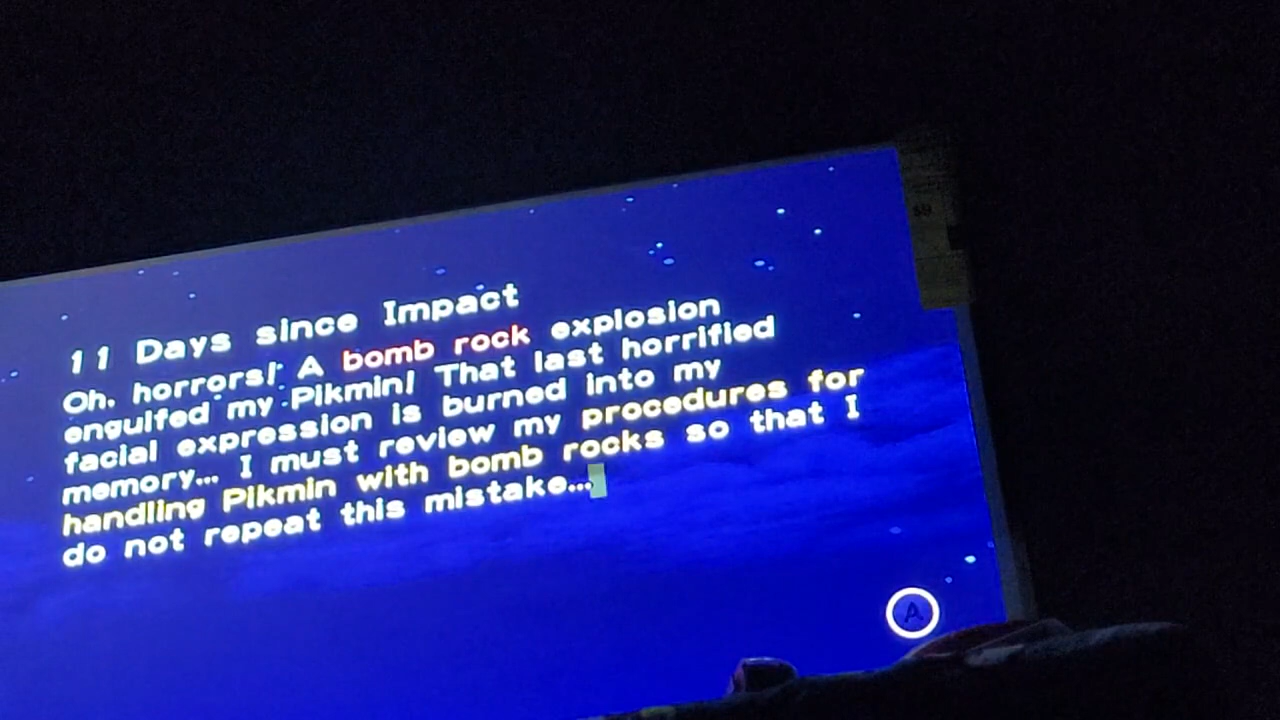 11 Days since Impact
Oh, horrors! A bomb rock explosion
engulfed my Pikmin! That last horrified
facial expression is burned into my
memory... I must review my procedures for
handling Pikmin with bomb rocks so that I
do not repeat this mistake...
A